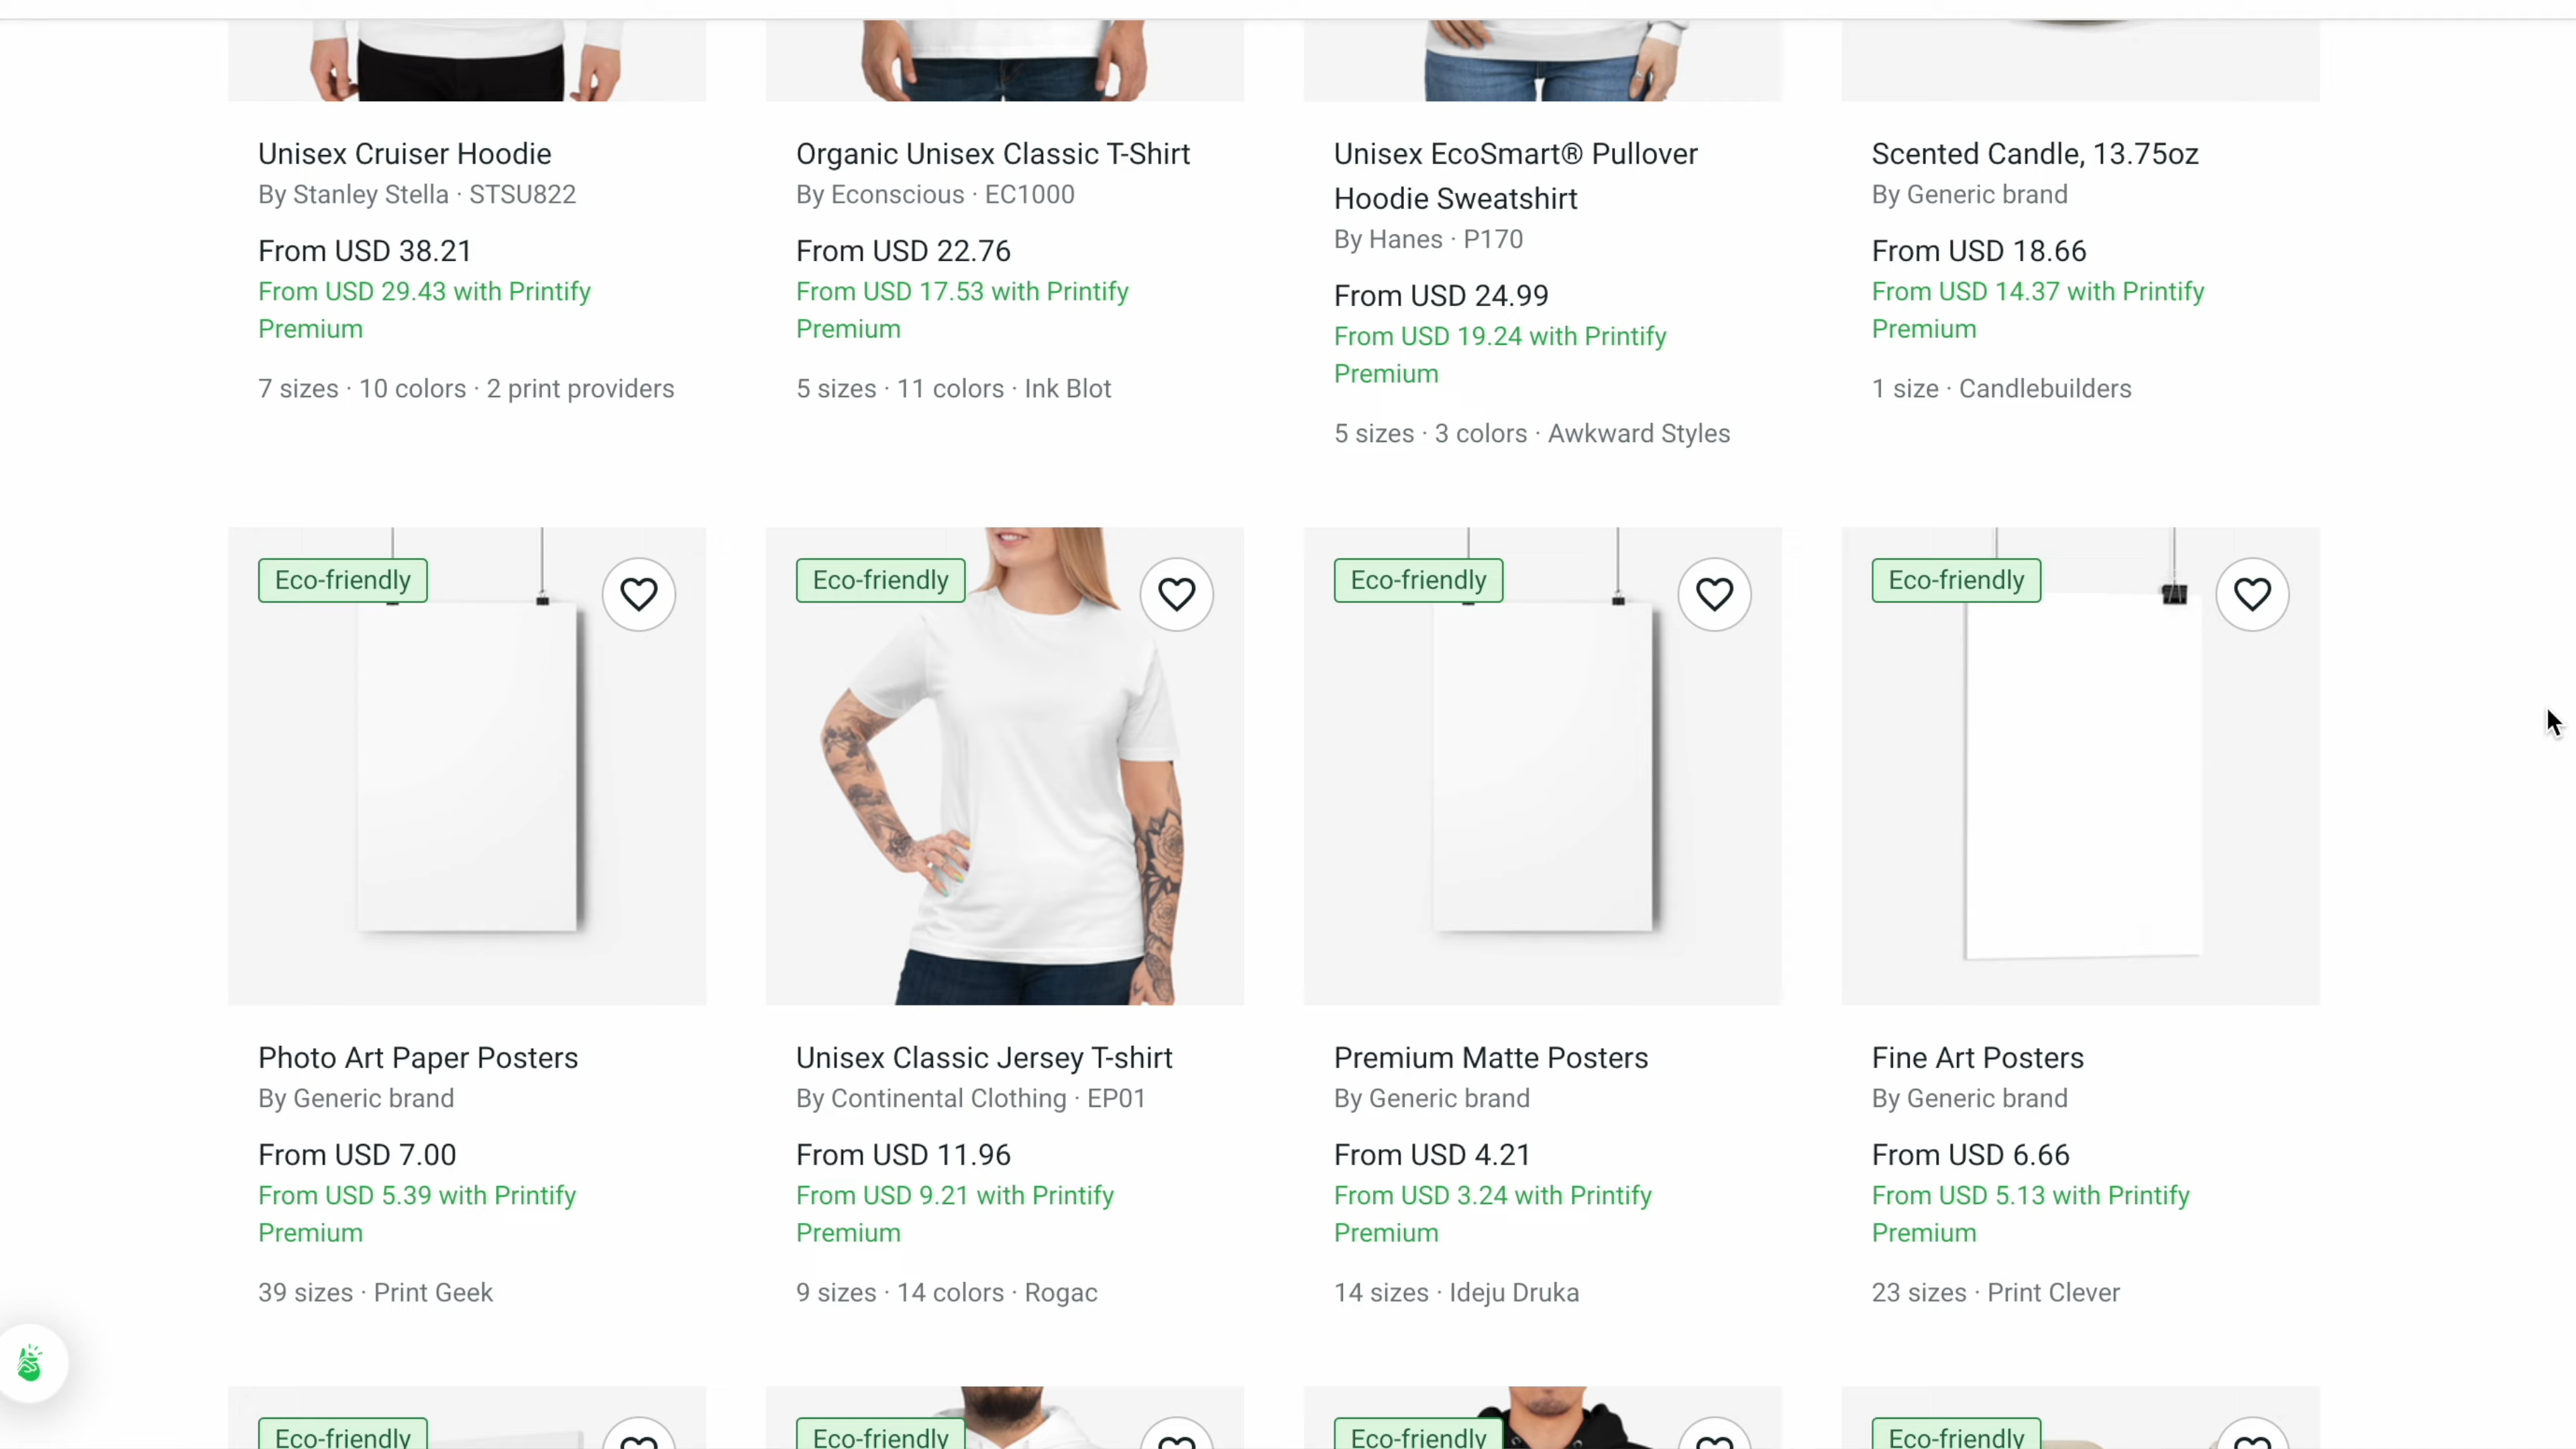 Unisex Cruiser Hoodie
By Stanley Stella · STSU822
From USD 38.21
From USD 29.43 with Printify
Premium
7 sizes · 10 colors · 2 print providers
Organic Unisex Classic T-Shirt
By Econscious · EC1000
From USD 22.76
From USD 17.53 with Printify
Premium
5 sizes · 11 colors · Ink Blot
Unisex EcoSmart® Pullover
Hoodie Sweatshirt
By Hanes · P170
From USD 24.99
From USD 19.24 with Printify
Premium
5 sizes · 3 colors · Awkward Styles
Scented Candle, 13.75oz
By Generic brand
From USD 18.66
From USD 14.37 with Printify
Premium
1 size · Candlebuilders
Eco-friendly
Photo Art Paper Posters
By Generic brand
From USD 7.00
From USD 5.39 with Printify
Premium
39 sizes · Print Geek
Eco-friendly
Unisex Classic Jersey T-shirt
By Continental Clothing · EP01
From USD 11.96
From USD 9.21 with Printify
Premium
9 sizes · 14 colors · Rogac
Eco-friendly
Premium Matte Posters
By Generic brand
From USD 4.21
From USD 3.24 with Printify
Premium
14 sizes · Ideju Druka
Eco-friendly
Fine Art Posters
By Generic brand
From USD 6.66
From USD 5.13 with Printify
Premium
23 sizes · Print Clever
Eco-friendly
Eco-friendly
Eco-friendly
Eco-friendly